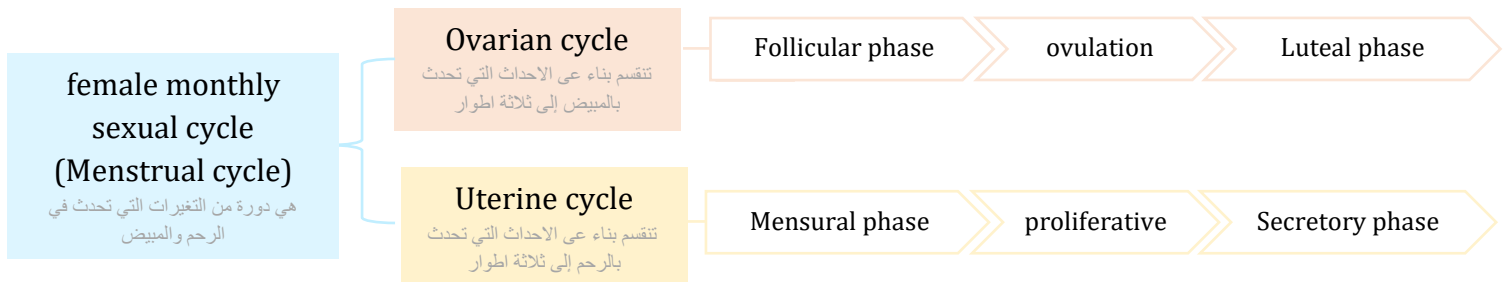 female monthly
sexual cycle
(Menstrual cycle)
هي دورة من التغيرات التي تحدث في
الرحم والمبيض
Ovarian cycle
تنقسم بناء عى الاحداث التي تحدث
بالمبيض إلى ثلاثة اطوار
Follicular phase
ovulation
Luteal phase
Uterine cycle
تنقسم بناء عى الاحداث التي تحدث
بالرحم إلى ثلاثة اطوار
Mensural phase
proliferative
Secretory phase